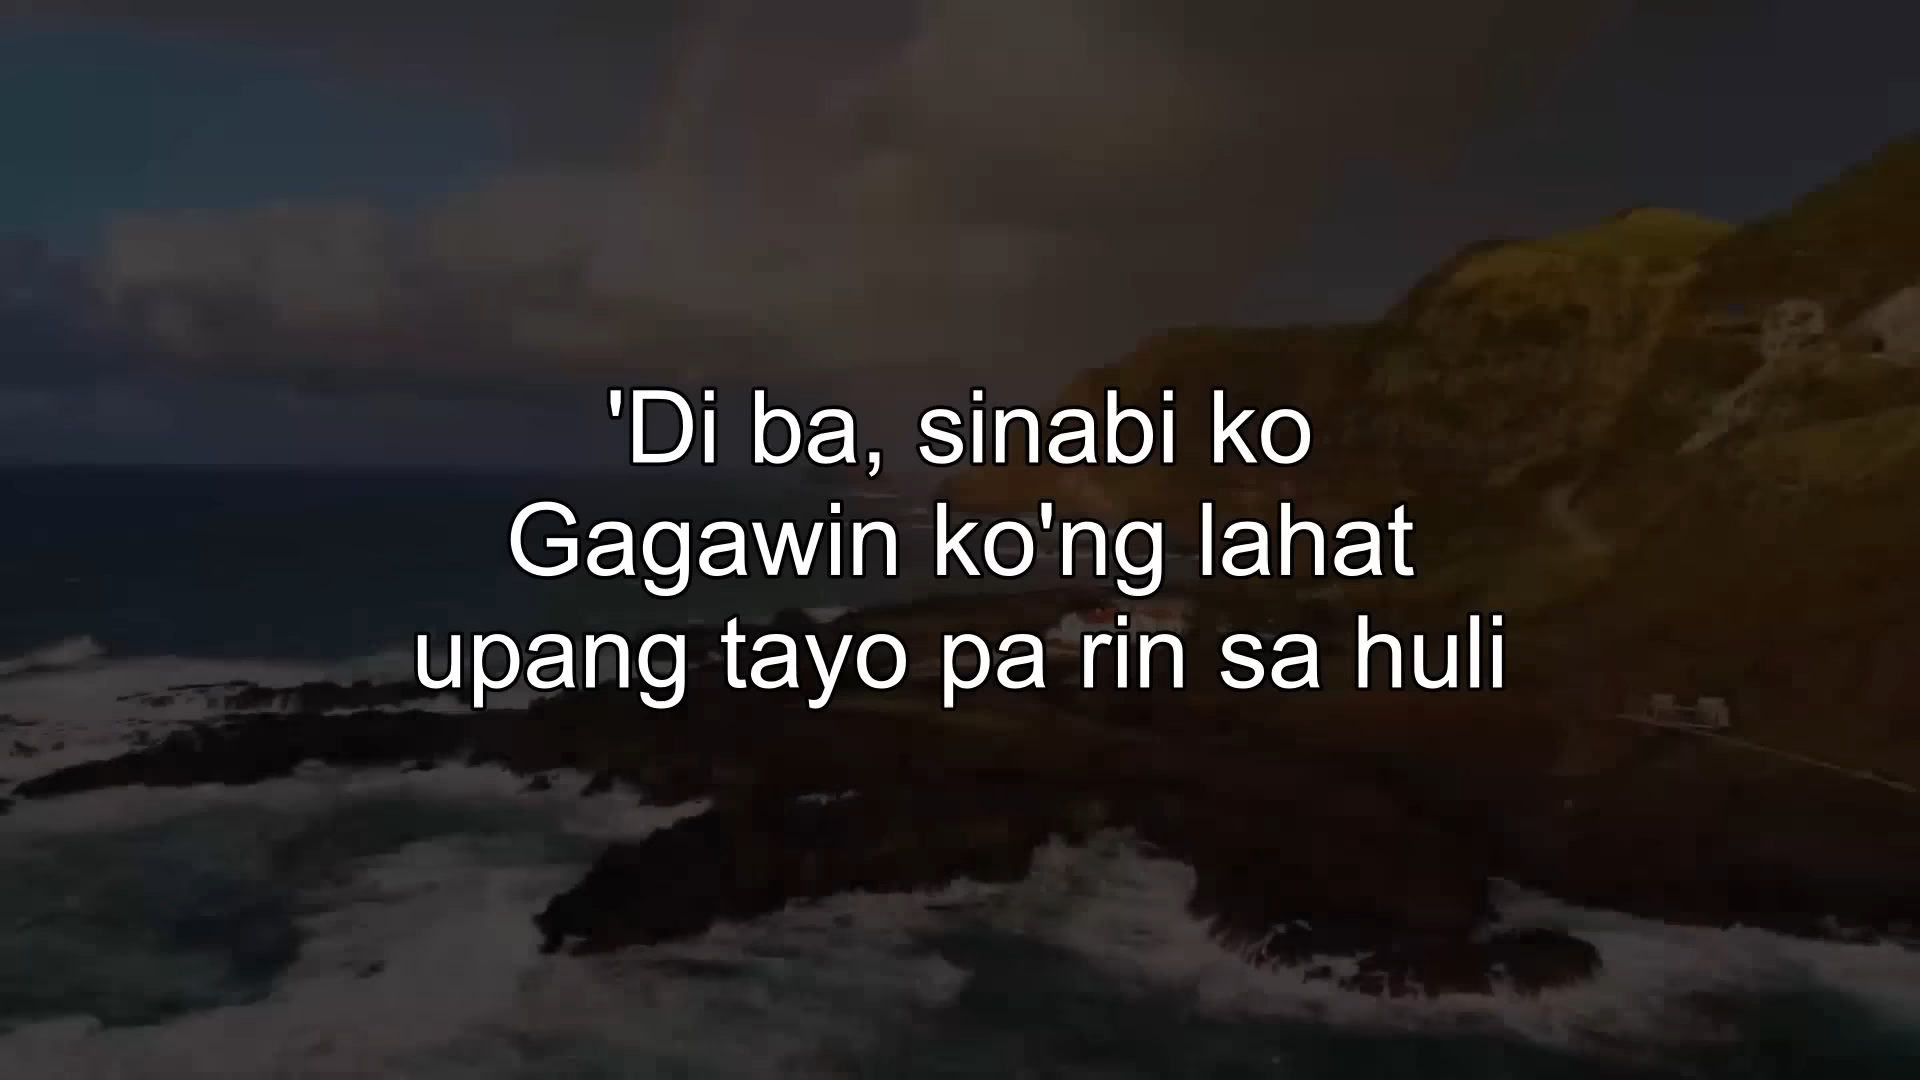 'Di ba, sinabi ko
Gagawin ko'ng lahat
upang tayo pa rin sa huli